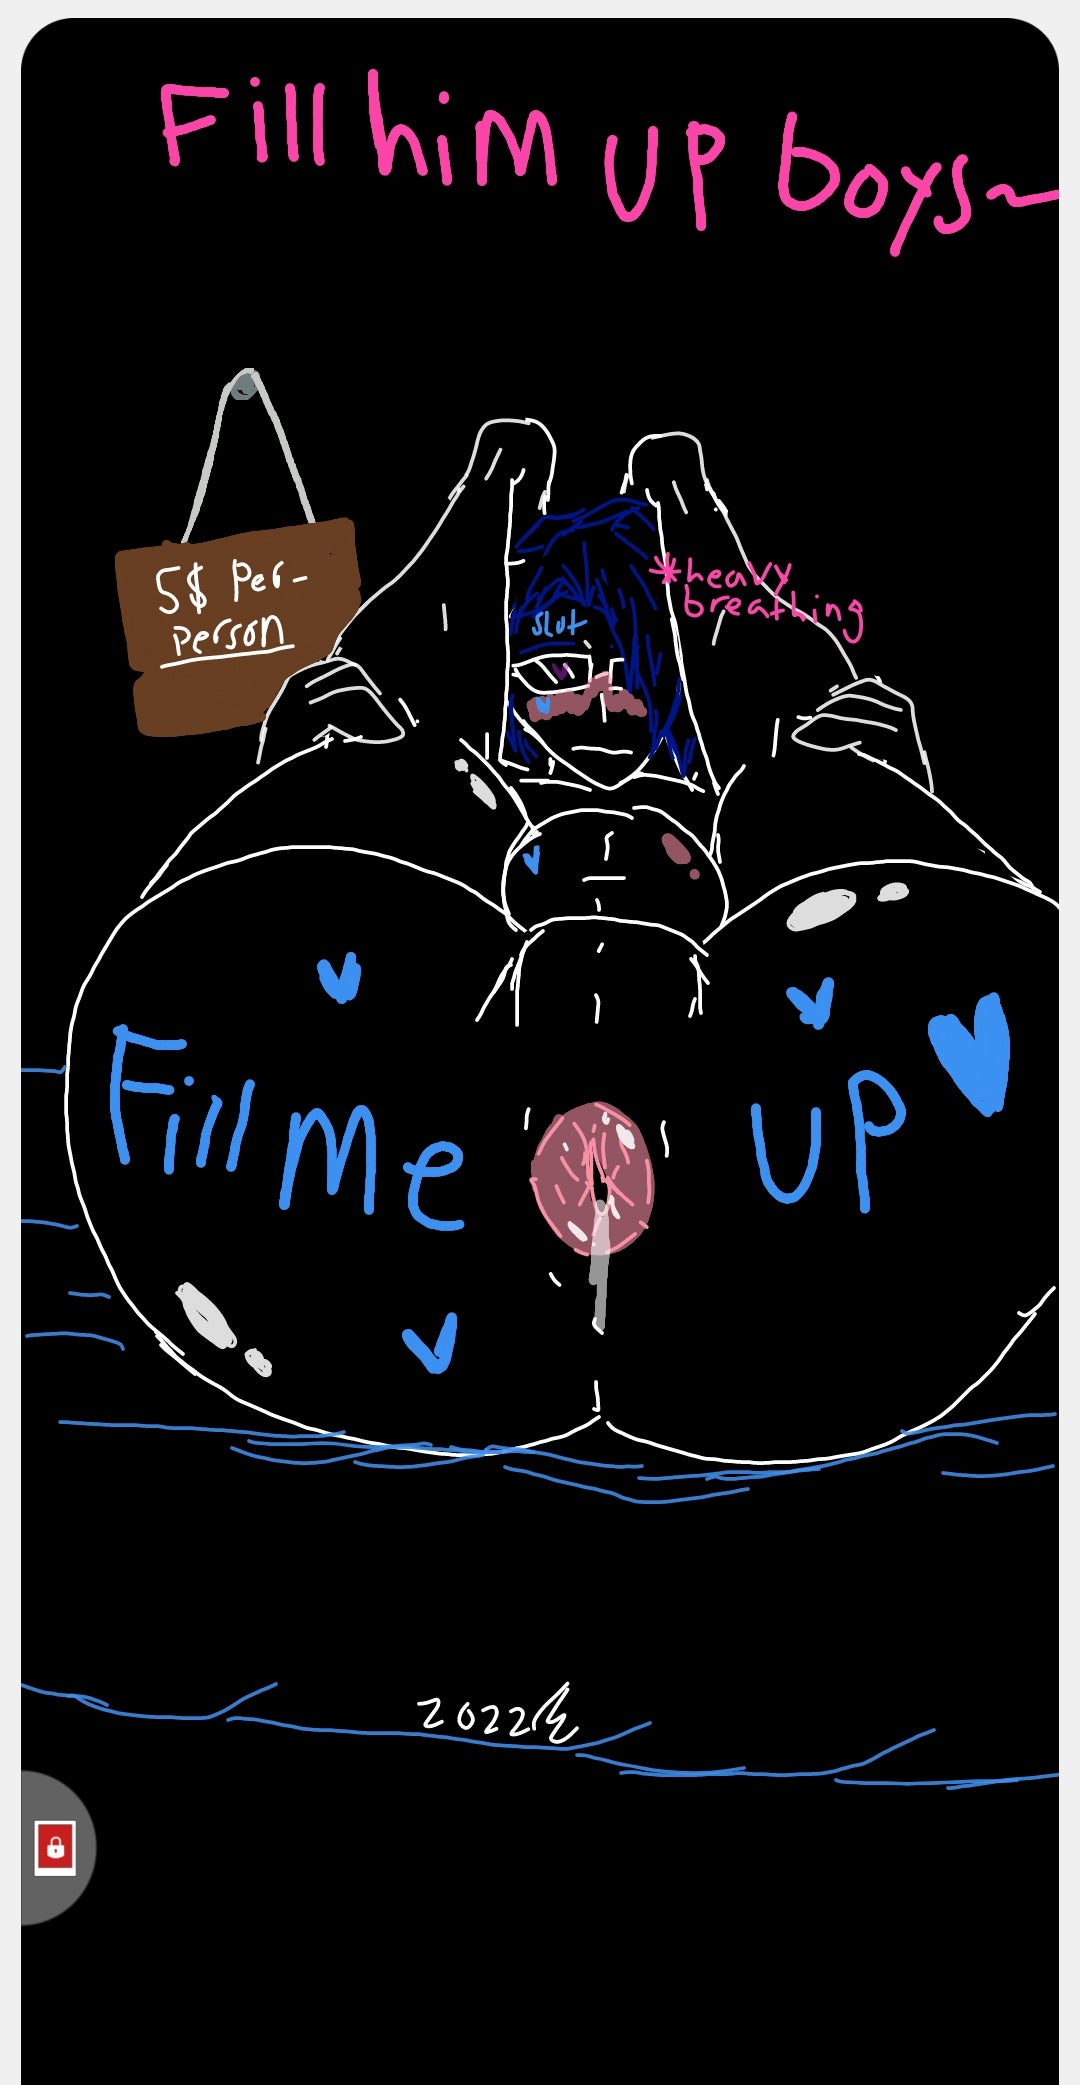 Fill him up boys~
5$ Per-
person
slut
*heavy
breathing
Fill me up
2022